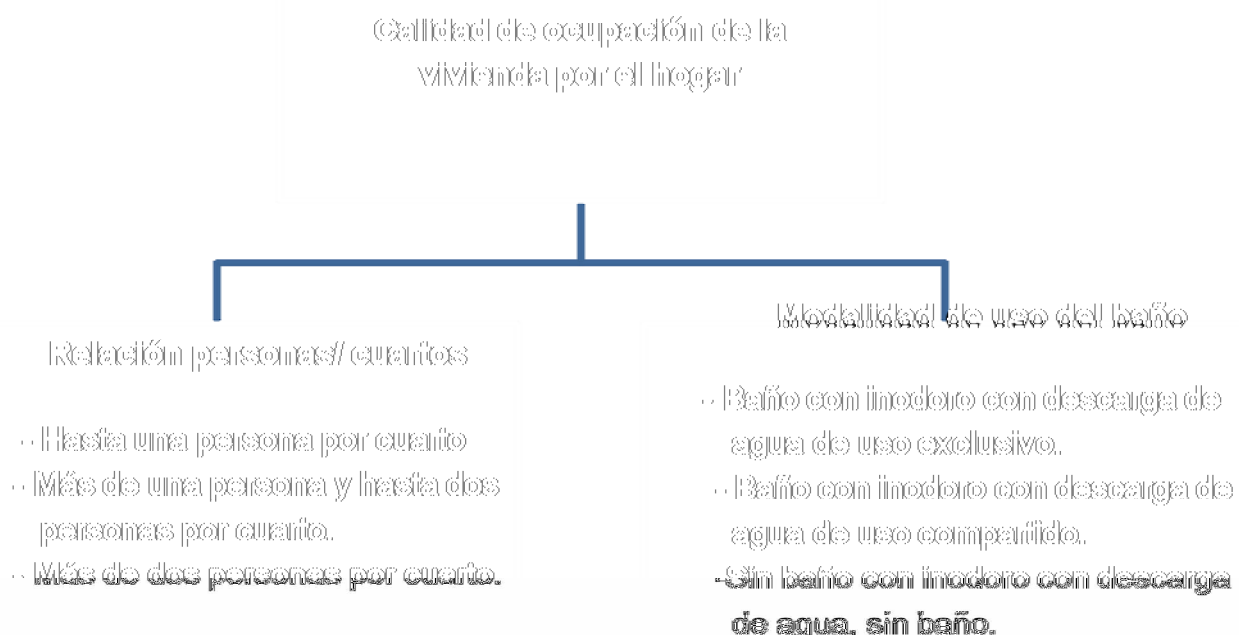 Calidad de ocupación de la
vivienda por el hogar
Relación personas/ cuartos
- Hasta una persona por cuarto
- Más de una persona y hasta dos
personas por cuarto.
- Más de dos personas por cuarto.
Modalidad de uso del baño
- Baño con inodoro con descarga de
agua de uso exclusivo.
- Baño con inodoro con descarga de
agua de uso compartido.
-Sin baño con inodoro con descarga
de agua, sin baño.